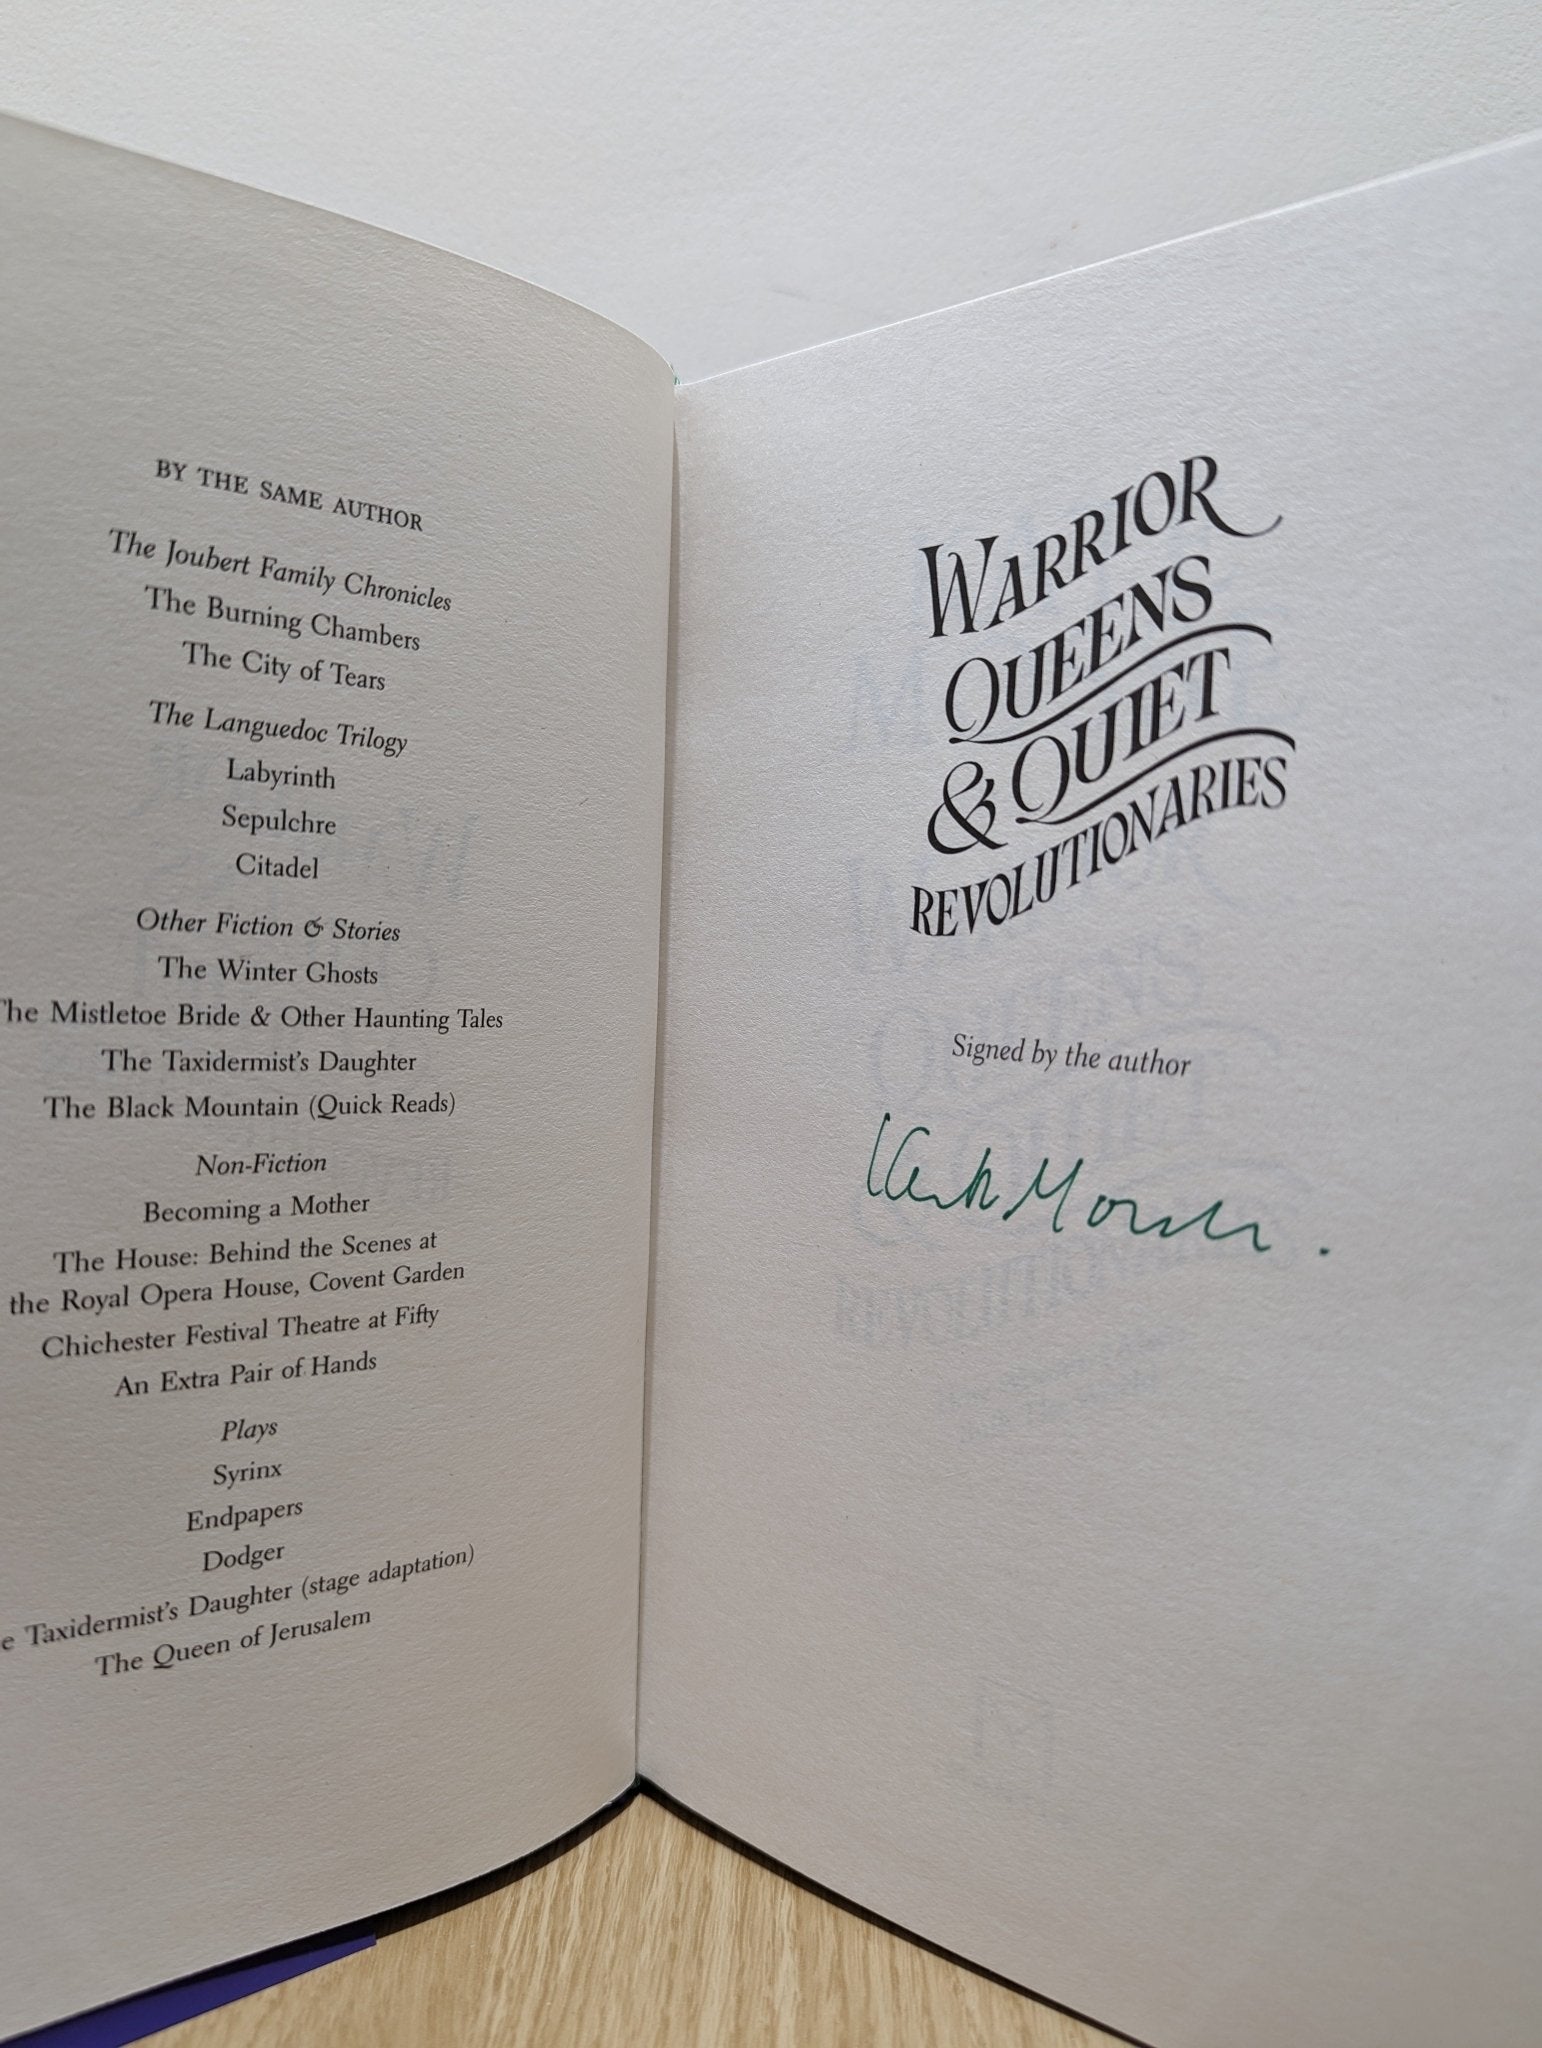 BY THE SAME AUTHOR
The Joubert Family Chronicles
The Burning Chambers
The City of Tears
The Languedoc Trilogy
Labyrinth
Sepulchre
Citadel
Other Fiction & Stories
The Winter Ghosts
The Mistletoe Bride & Other Haunting Tales
The Taxidermist's Daughter
The Black Mountain (Quick Reads)
Non-Fiction
Becoming a Mother
The House: Behind the Scenes at
the Royal Opera House, Covent Garden
Chichester Festival Theatre at Fifty
An Extra Pair of Hands
Plays
Syrinx
Endpapers
Dodger
e Taxidermist's Daughter (stage adaptation)
The Queen of Jerusalem
WARRIOR
QUEENS
& QUIET
REVOLUTIONARIES
Signed by the author
Kate Mosse.